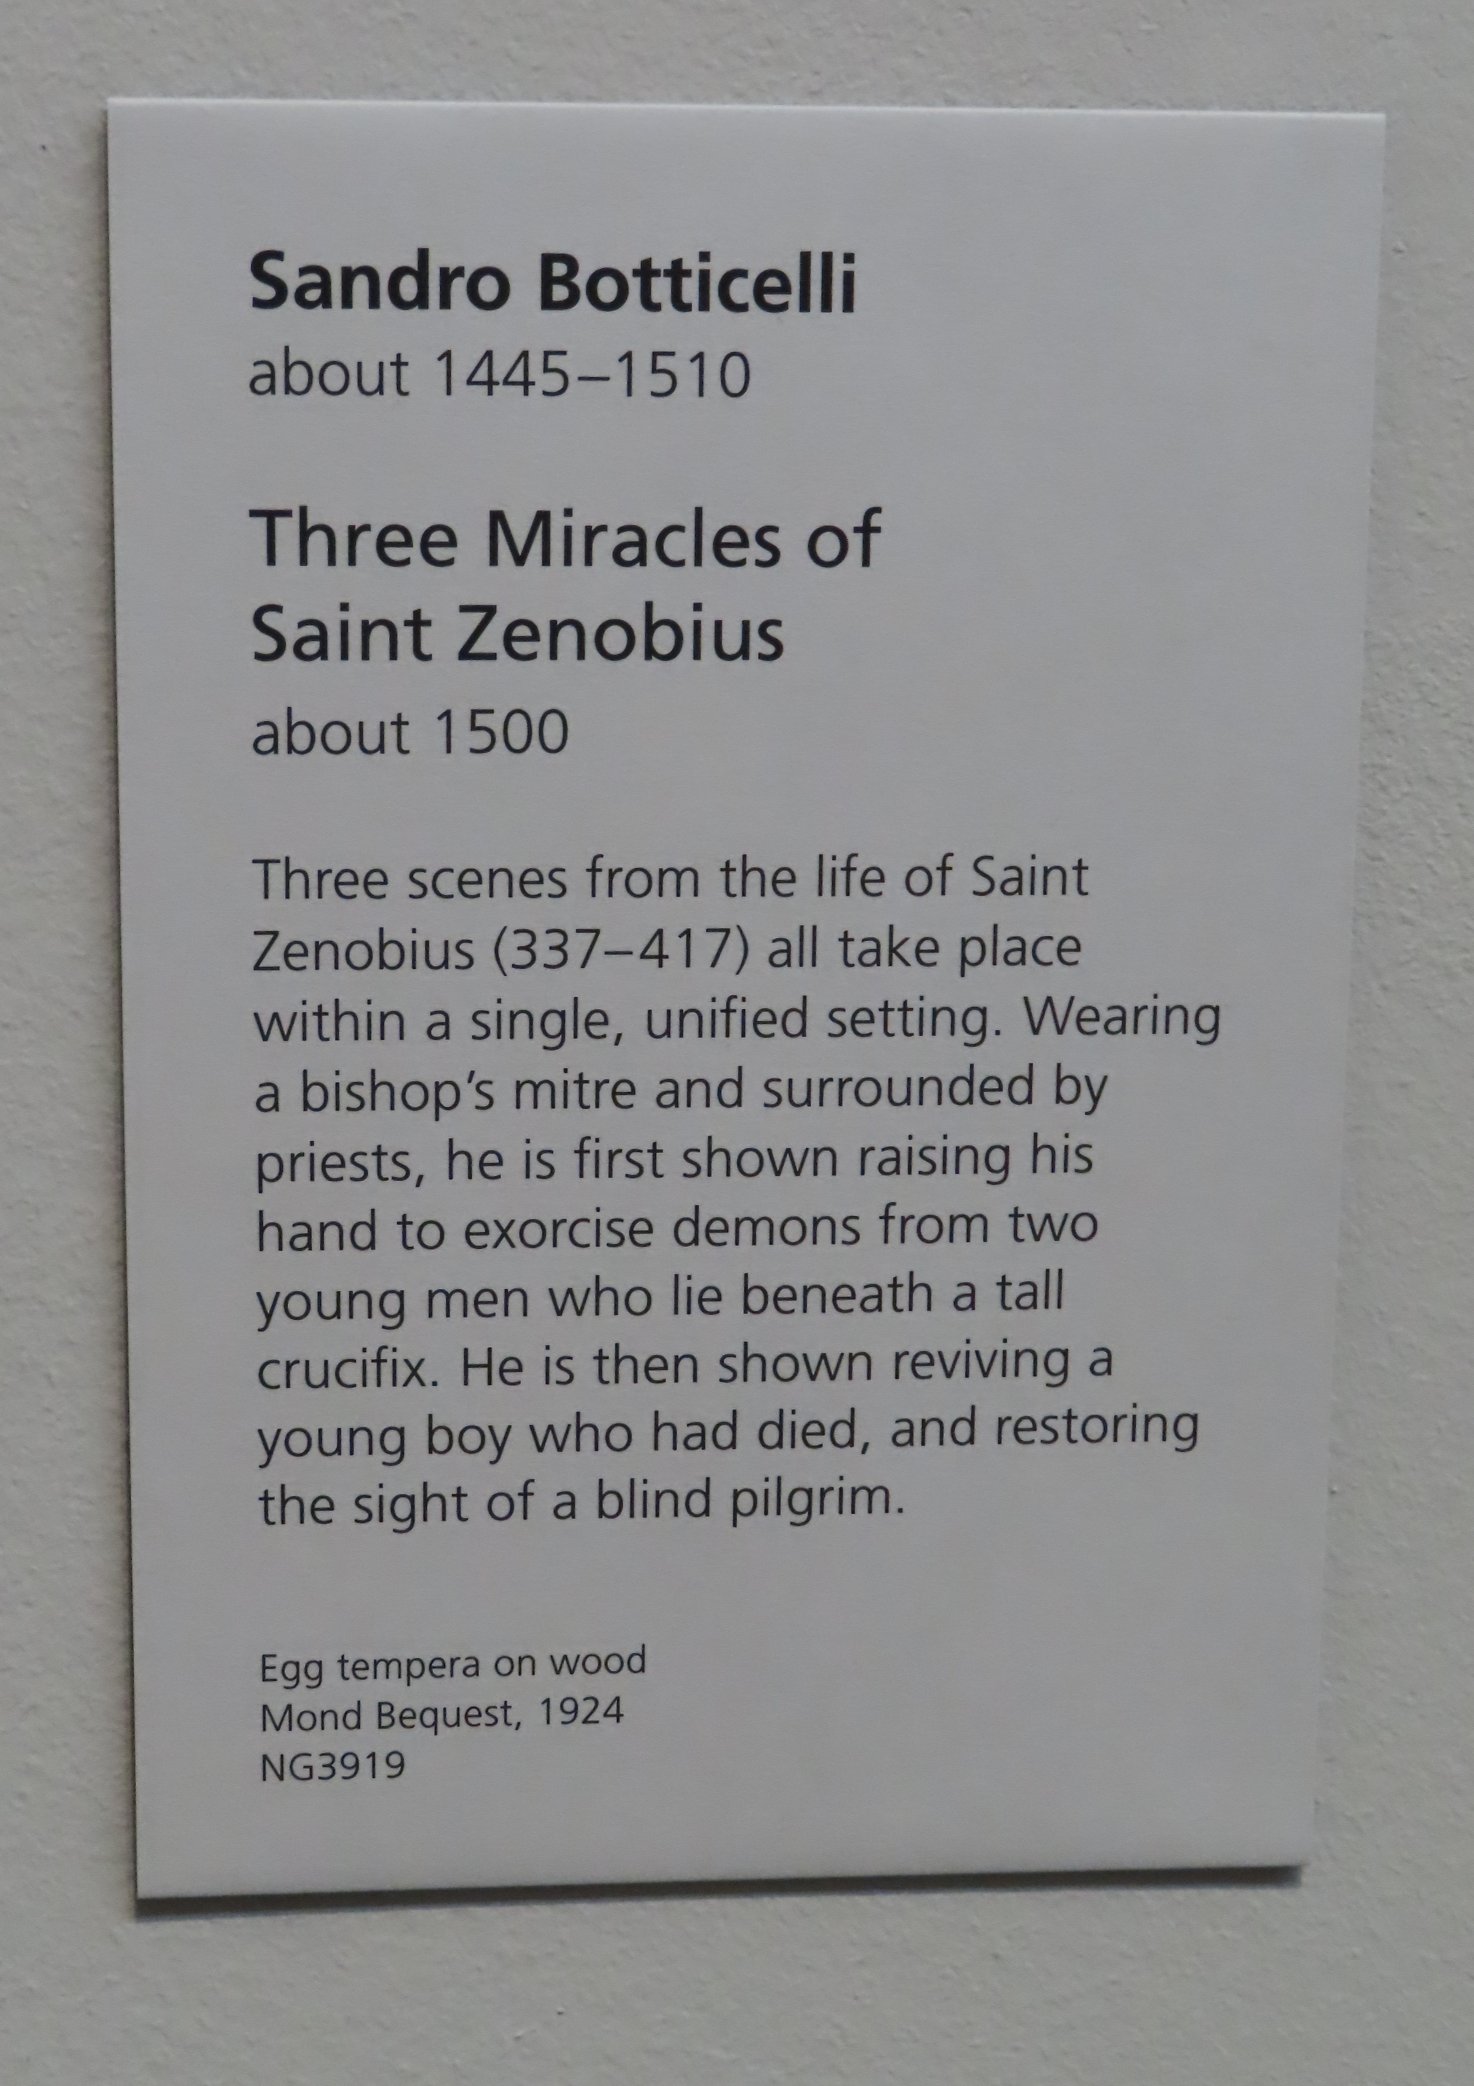 Sandro Botticelli
about 1445–1510
Three Miracles of
Saint Zenobius
about 1500
Three scenes from the life of Saint
Zenobius (337–417) all take place
within a single, unified setting. Wearing
a bishop’s mitre and surrounded by
priests, he is first shown raising his
hand to exorcise demons from two
young men who lie beneath a tall
crucifix. He is then shown reviving a
young boy who had died, and restoring
the sight of a blind pilgrim.
Egg tempera on wood
Mond Bequest, 1924
NG3919